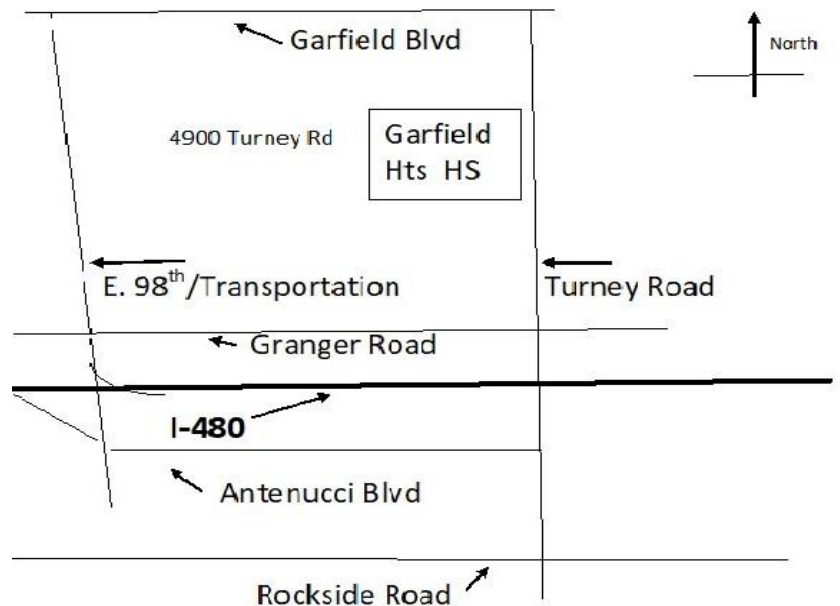 Garfield Blvd
North
4900 Turney Rd
Garfield
Hts HS
E. 98th/Transportation
Turney Road
Granger Road
I-480
Antenucci Blvd
Rockside Road